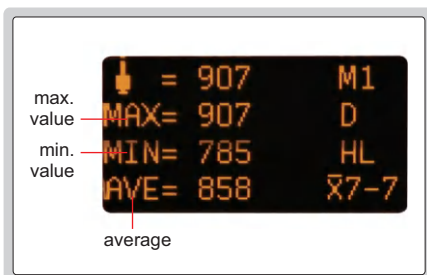 = 907 M1
max. value
MAX= 907 D
min. value
MIN= 785 HL
AVE= 858 X̅7-7
average